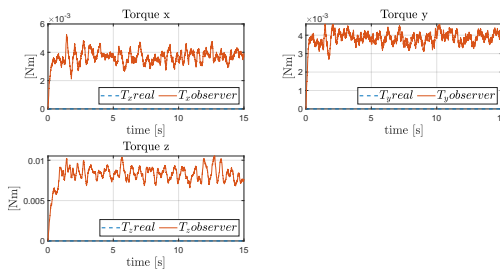 Torque x
×10⁻³
6
4
2
0
[Nm]
T_x real T_x observer
0 5 10 15
time [s]
Torque y
×10⁻³
4
2
0
[Nm]
T_y real T_y observer
0 5 10 15
time [s]
Torque z
0.01
0.005
0
[Nm]
T_z real T_z observer
0 5 10 15
time [s]